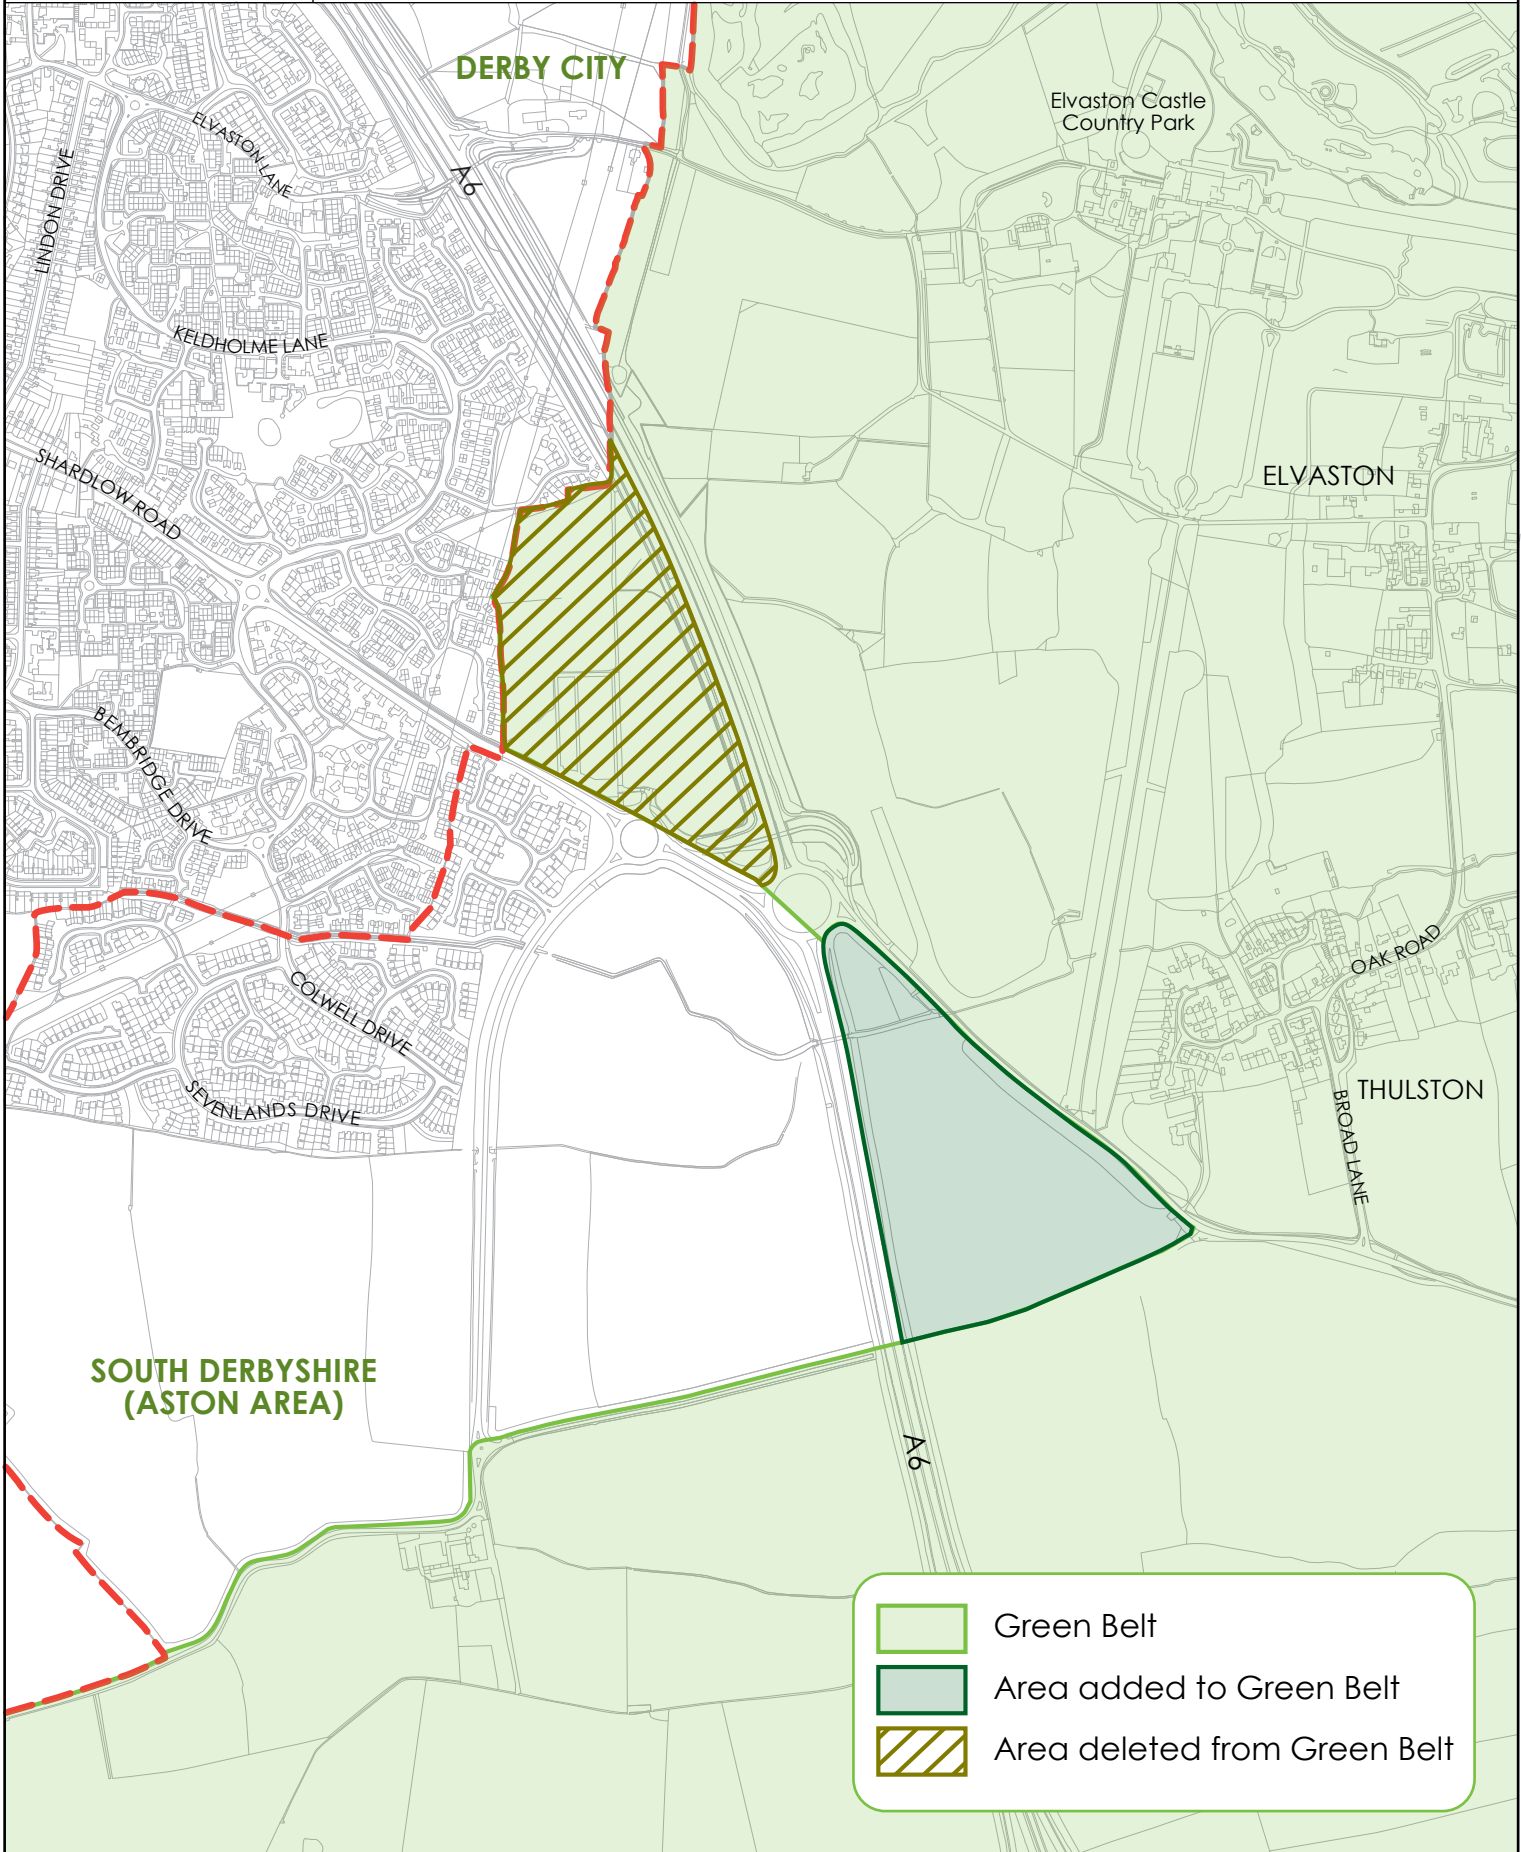 DERBY CITY
Elvaston Castle
Country Park
ELVASTON LANE
LINDON DRIVE
A6
KELDHOLME LANE
SHARDLOW ROAD
ELVASTON
BEMBRIDGE DRIVE
OAK ROAD
COLWELL DRIVE
SEVENLANDS DRIVE
THULSTON
BROAD LANE
SOUTH DERBYSHIRE
(ASTON AREA)
A6
Green Belt
Area added to Green Belt
Area deleted from Green Belt